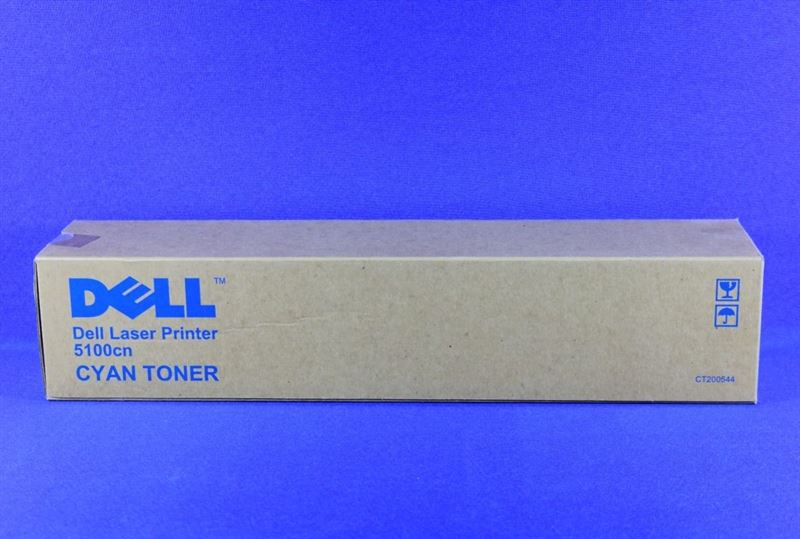 DELL™
Dell Laser Printer
5100cn
CYAN TONER
CT200544